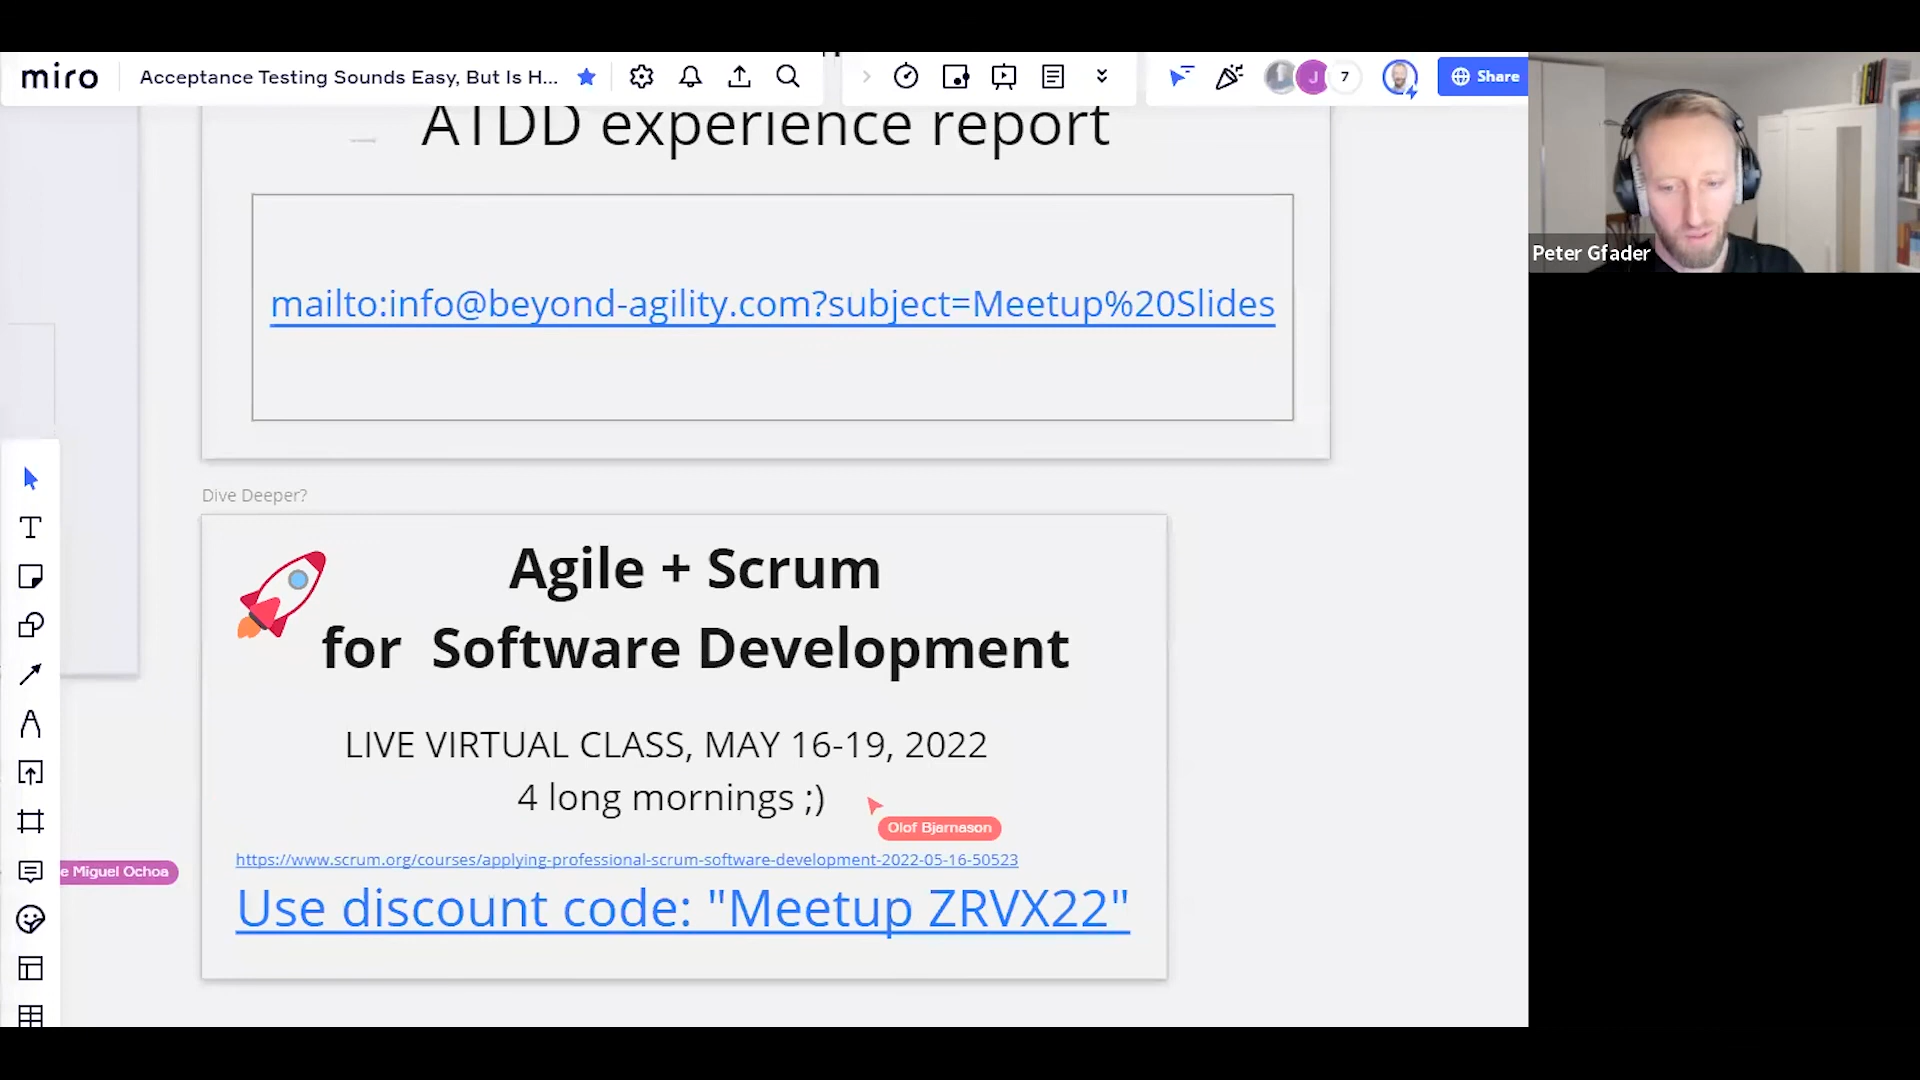 miro
Acceptance Testing Sounds Easy, But Is H...
7
Share
ATDD experience report
mailto:info@beyond-agility.com?subject=Meetup%20Slides
Peter Gfader
Dive Deeper?
Agile + Scrum
for Software Development
LIVE VIRTUAL CLASS, MAY 16-19, 2022
4 long mornings ;)
Olof Bjarnason
https://www.scrum.org/courses/applying-professional-scrum-software-development-2022-05-16-50523
e Miguel Ochoa
Use discount code: "Meetup ZRVX22"
J